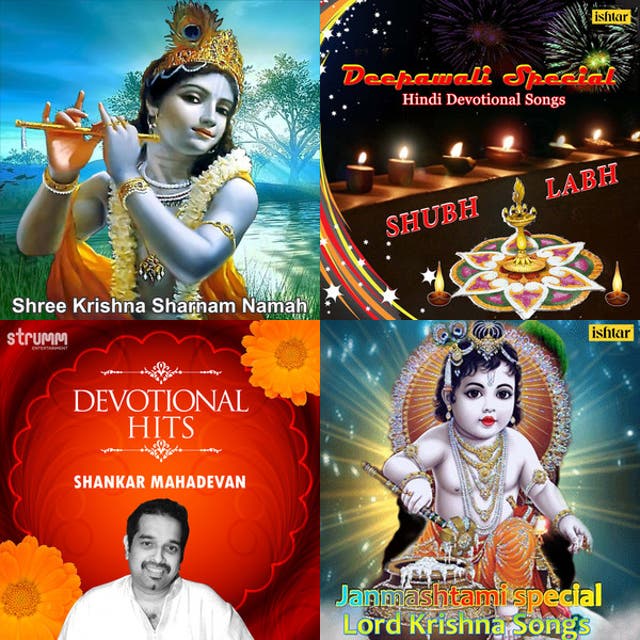 Shree Krishna Sharnam Namah
ishtar
Deepawali Special
Hindi Devotional Songs
SHUBH LABH
strumm
ENTERTAINMENT
DEVOTIONAL
HITS
SHANKAR MAHADEVAN
ishtar
Janmashtami special
Lord Krishna Songs